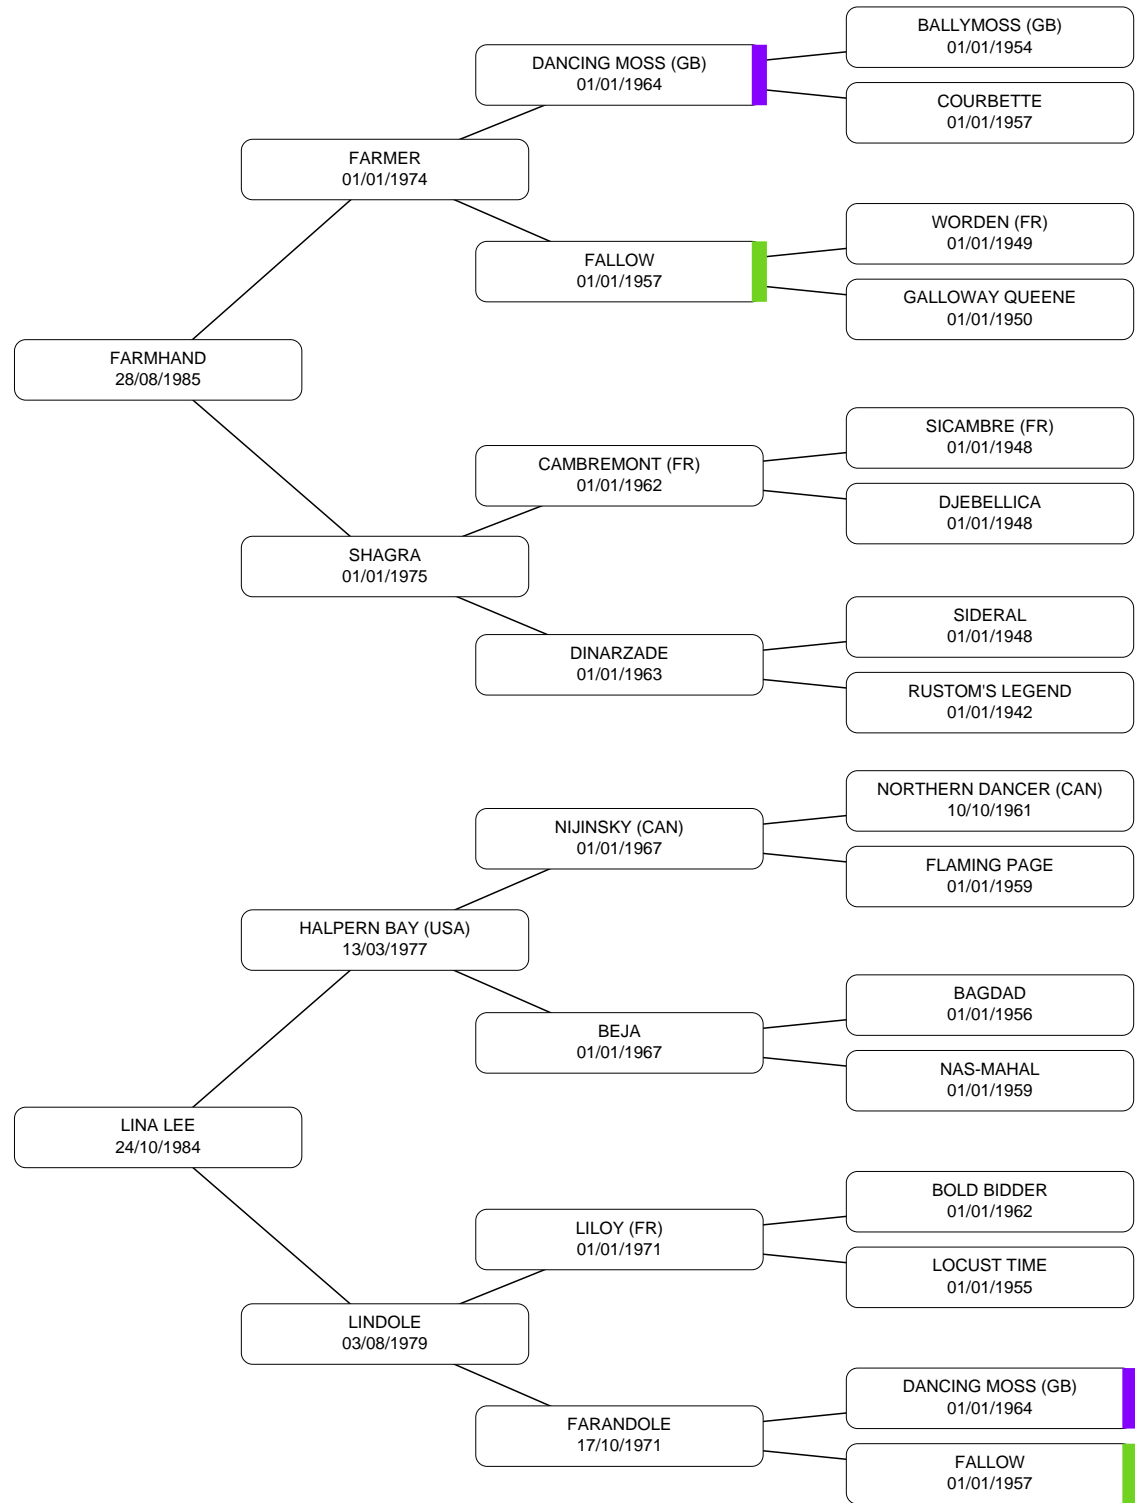 BALLYMOSS (GB)
01/01/1954
DANCING MOSS (GB)
01/01/1964
COURBETTE
01/01/1957
FARMER
01/01/1974
WORDEN (FR)
01/01/1949
FALLOW
01/01/1957
GALLOWAY QUEENE
01/01/1950
FARMHAND
28/08/1985
SICAMBRE (FR)
01/01/1948
CAMBREMONT (FR)
01/01/1962
DJEBELLICA
01/01/1948
SHAGRA
01/01/1975
SIDERAL
01/01/1948
DINARZADE
01/01/1963
RUSTOM'S LEGEND
01/01/1942
NORTHERN DANCER (CAN)
10/10/1961
NIJINSKY (CAN)
01/01/1967
FLAMING PAGE
01/01/1959
HALPERN BAY (USA)
13/03/1977
BAGDAD
01/01/1956
BEJA
01/01/1967
NAS-MAHAL
01/01/1959
LINA LEE
24/10/1984
BOLD BIDDER
01/01/1962
LILOY (FR)
01/01/1971
LOCUST TIME
01/01/1955
LINDOLE
03/08/1979
DANCING MOSS (GB)
01/01/1964
FARANDOLE
17/10/1971
FALLOW
01/01/1957